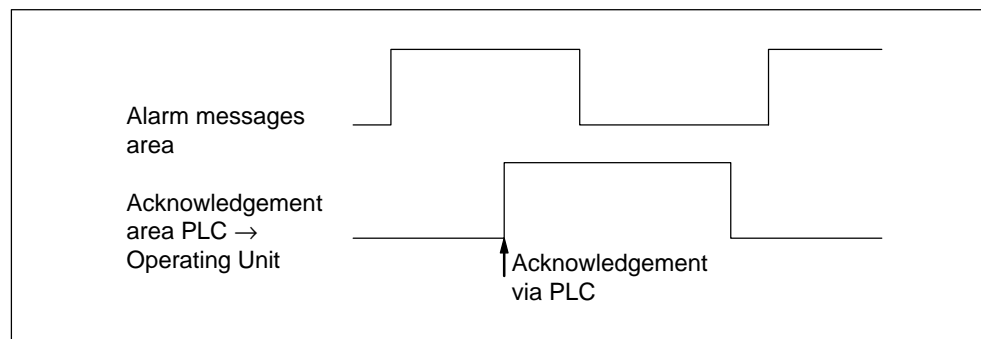 Alarm messages
area
Acknowledgement
area PLC →
Operating Unit
Acknowledgement
via PLC